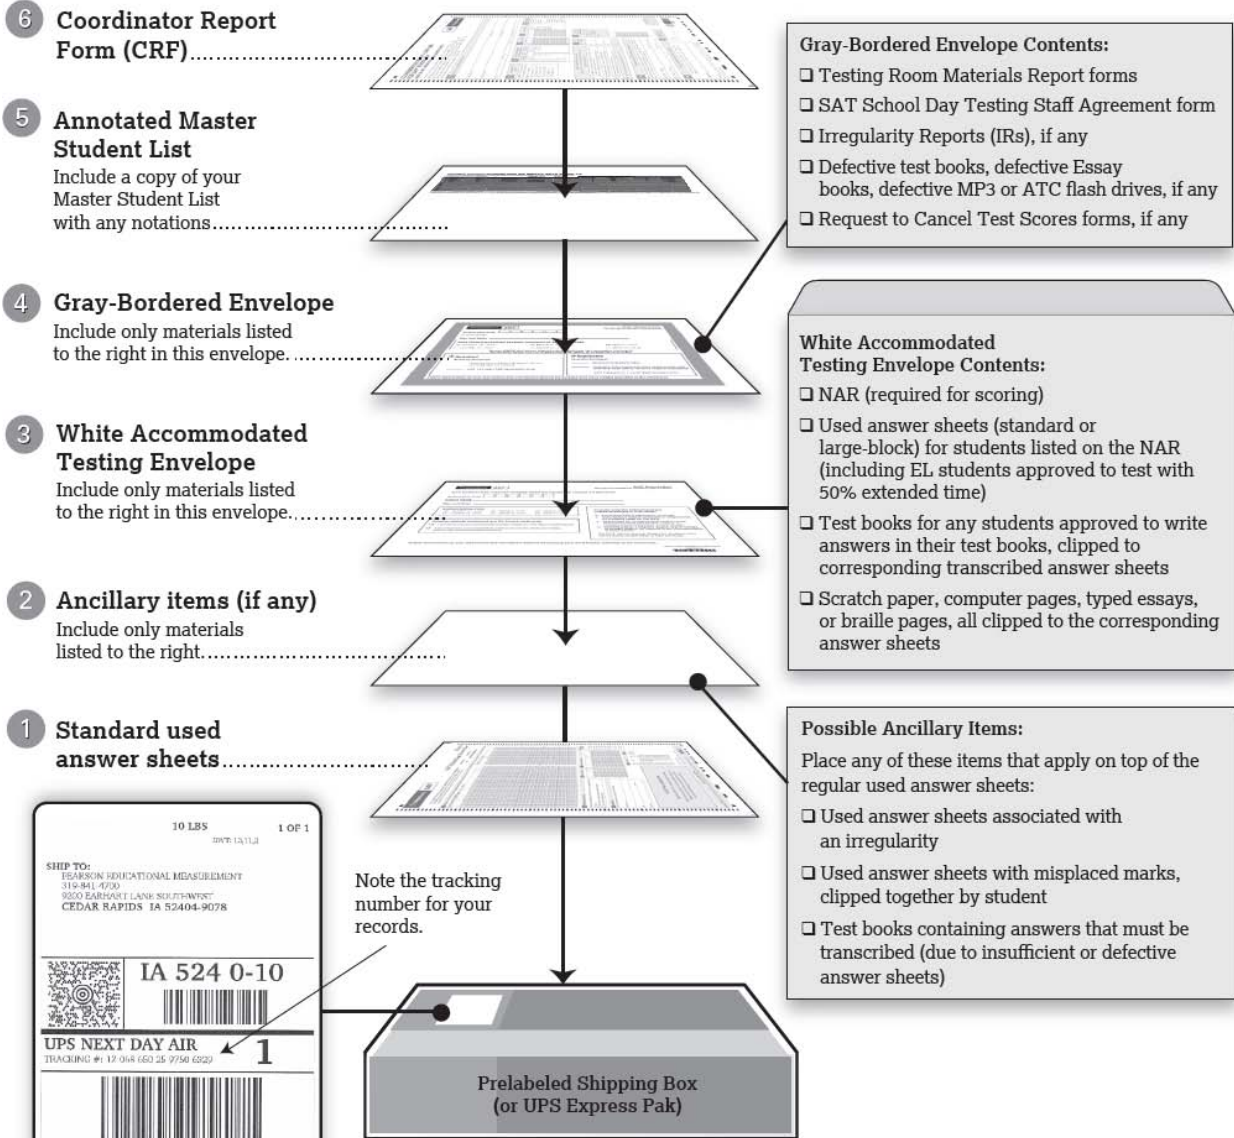 6 Coordinator Report
Form (CRF)
5 Annotated Master
Student List
Include a copy of your
Master Student List
with any notations
4 Gray-Bordered Envelope
Include only materials listed
to the right in this envelope.
3 White Accommodated
Testing Envelope
Include only materials listed
to the right in this envelope.
2 Ancillary items (if any)
Include only materials
listed to the right.
1 Standard used
answer sheets
Gray-Bordered Envelope Contents:
❑ Testing Room Materials Report forms
❑ SAT School Day Testing Staff Agreement form
❑ Irregularity Reports (IRs), if any
❑ Defective test books, defective Essay
books, defective MP3 or ATC flash drives, if any
❑ Request to Cancel Test Scores forms, if any
White Accommodated
Testing Envelope Contents:
❑ NAR (required for scoring)
❑ Used answer sheets (standard or
large-block) for students listed on the NAR
(including EL students approved to test with
50% extended time)
❑ Test books for any students approved to write
answers in their test books, clipped to
corresponding transcribed answer sheets
❑ Scratch paper, computer pages, typed essays,
or braille pages, all clipped to the corresponding
answer sheets
Possible Ancillary Items:
Place any of these items that apply on top of the
regular used answer sheets:
❑ Used answer sheets associated with
an irregularity
❑ Used answer sheets with misplaced marks,
clipped together by student
❑ Test books containing answers that must be
transcribed (due to insufficient or defective
answer sheets)
10 LBS 1 OF 1
SHIP TO:
PEARSON EDUCATIONAL MEASUREMENT
319-841-4700
9200 EARHART LANE SOUTHWEST
CEDAR RAPIDS IA 52404-9078
IA 524 0-10
UPS NEXT DAY AIR 1
TRACKING #:
Note the tracking
number for your
records.
Prelabeled Shipping Box
(or UPS Express Pak)